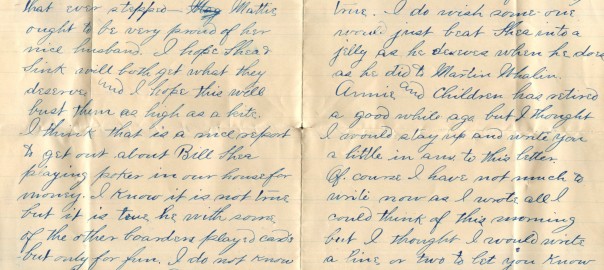 that ever stepped — They Mattie
ought to be very proud of her
nice husband. I hope Shea &
Sink will both get what they
deserve and I hope this will
bust them as high as a kite.
I think that is a nice report
to get out about Bill Shea
playing poker in our house for
money. I know it is not true
but it is true he with some
of the other boarders played cards
but only for fun. I do not know
true. I do wish some one
would just beat Shea into a
jelly as he deserves when he does
as he did to Martin Whalin.
Annie and Children has retired
a good while ago but I thought
I would stay up and write you
a little in ans. to this letter.
Of course I have not much to
write now as I wrote all I
could think of this morning
but I thought I would write
a line or two to let you know